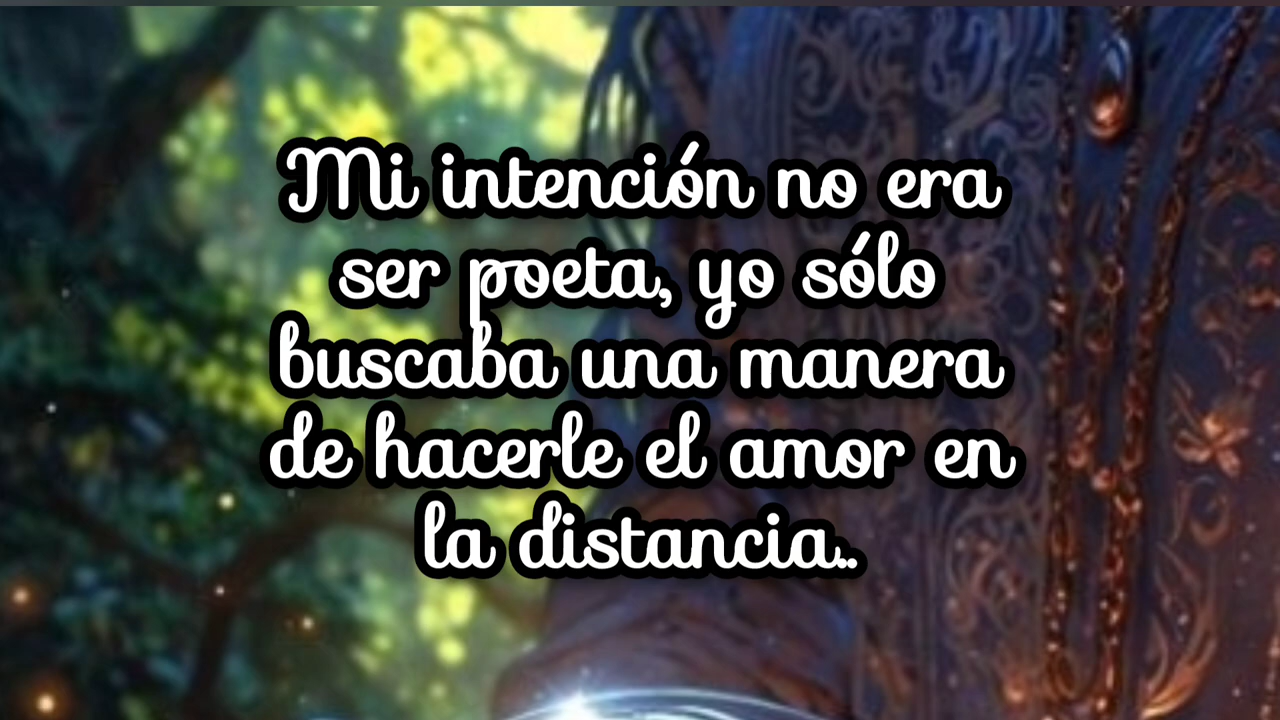 Mi intención no era
ser poeta, yo sólo
buscaba una manera
de hacerle el amor en
la distancia..